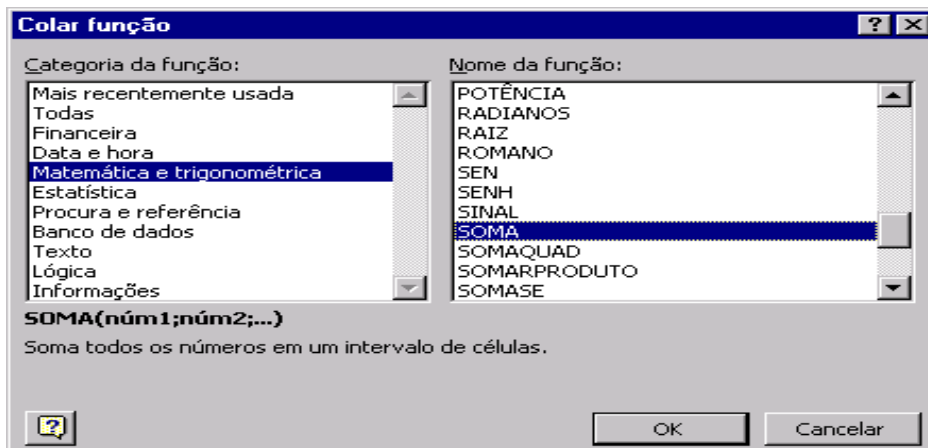 Colar função
Categoria da função:
Mais recentemente usada
Todas
Financeira
Data e hora
Matemática e trigonométrica
Estatística
Procura e referência
Banco de dados
Texto
Lógica
Informações
Nome da função:
POTÊNCIA
RADIANOS
RAIZ
ROMANO
SEN
SENH
SINAL
SOMA
SOMAQUAD
SOMARPRODUTO
SOMASE
SOMA(núm1;núm2;...)
Soma todos os números em um intervalo de células.
OK
Cancelar